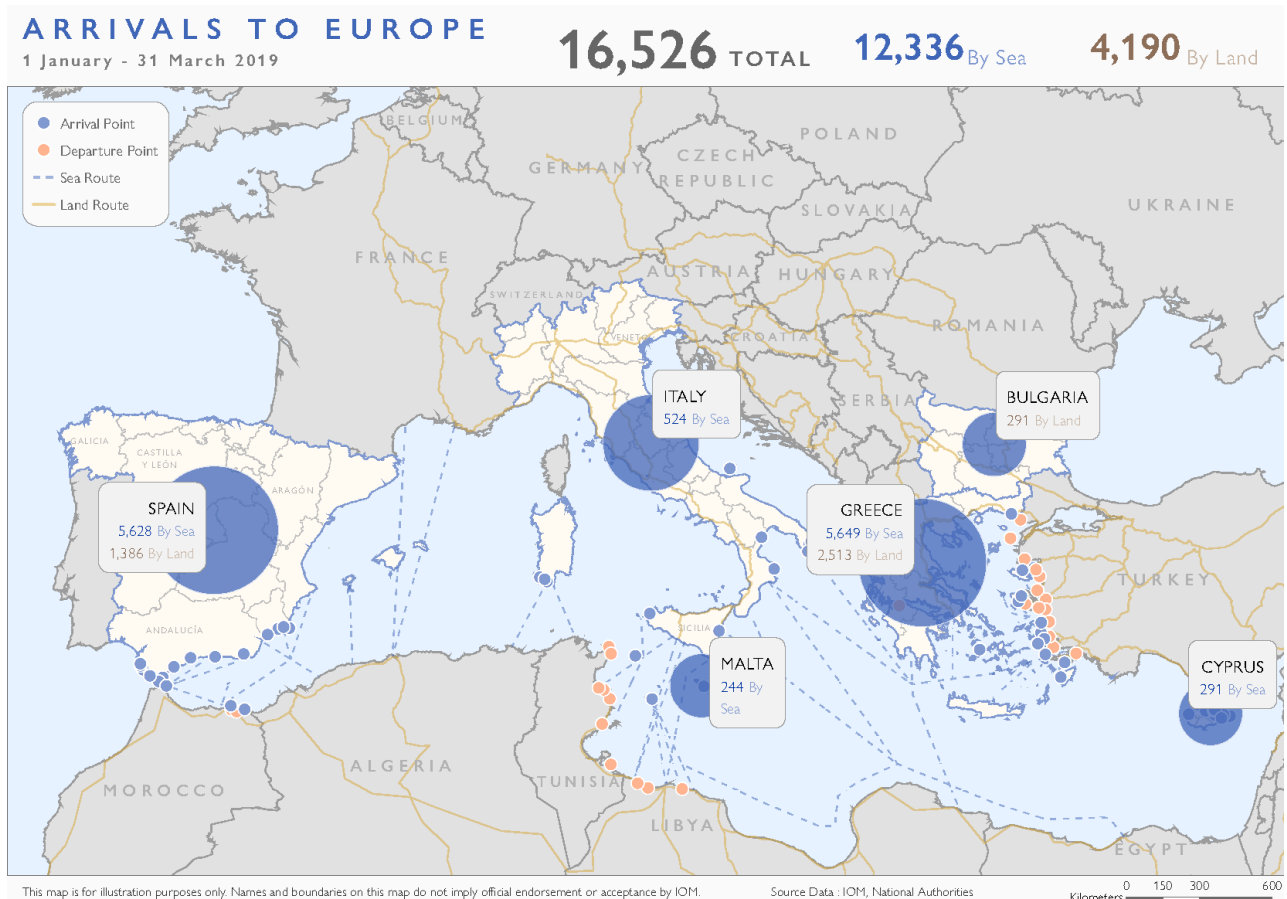 ARRIVALS TO EUROPE
1 January - 31 March 2019
16,526 TOTAL
12,336 By Sea
4,190 By Land
Arrival Point
Departure Point
Sea Route
Land Route
BELGIUM
POLAND
GERMANY
CZECH
REPUBLIC
SLOVAKIA
UKRAINE
FRANCE
AUSTRIA
HUNGARY
SWITZERLAND
ROMANIA
VENETO
CROATIA
SERBIA
ITALY
524 By Sea
BULGARIA
291 By Land
GALICIA
CASTILLA
Y LEÓN
ARAGÓN
SPAIN
5,628 By Sea
1,386 By Land
GREECE
5,649 By Sea
2,513 By Land
TURKEY
ANDALUCÍA
SICILIA
MALTA
244 By
Sea
CYPRUS
291 By Sea
MOROCCO
ALGERIA
TUNISIA
LIBYA
EGYPT
This map is for illustration purposes only. Names and boundaries on this map do not imply official endorsement or acceptance by IOM.
Source Data : IOM, National Authorities
0 150 300 600
Kilometers